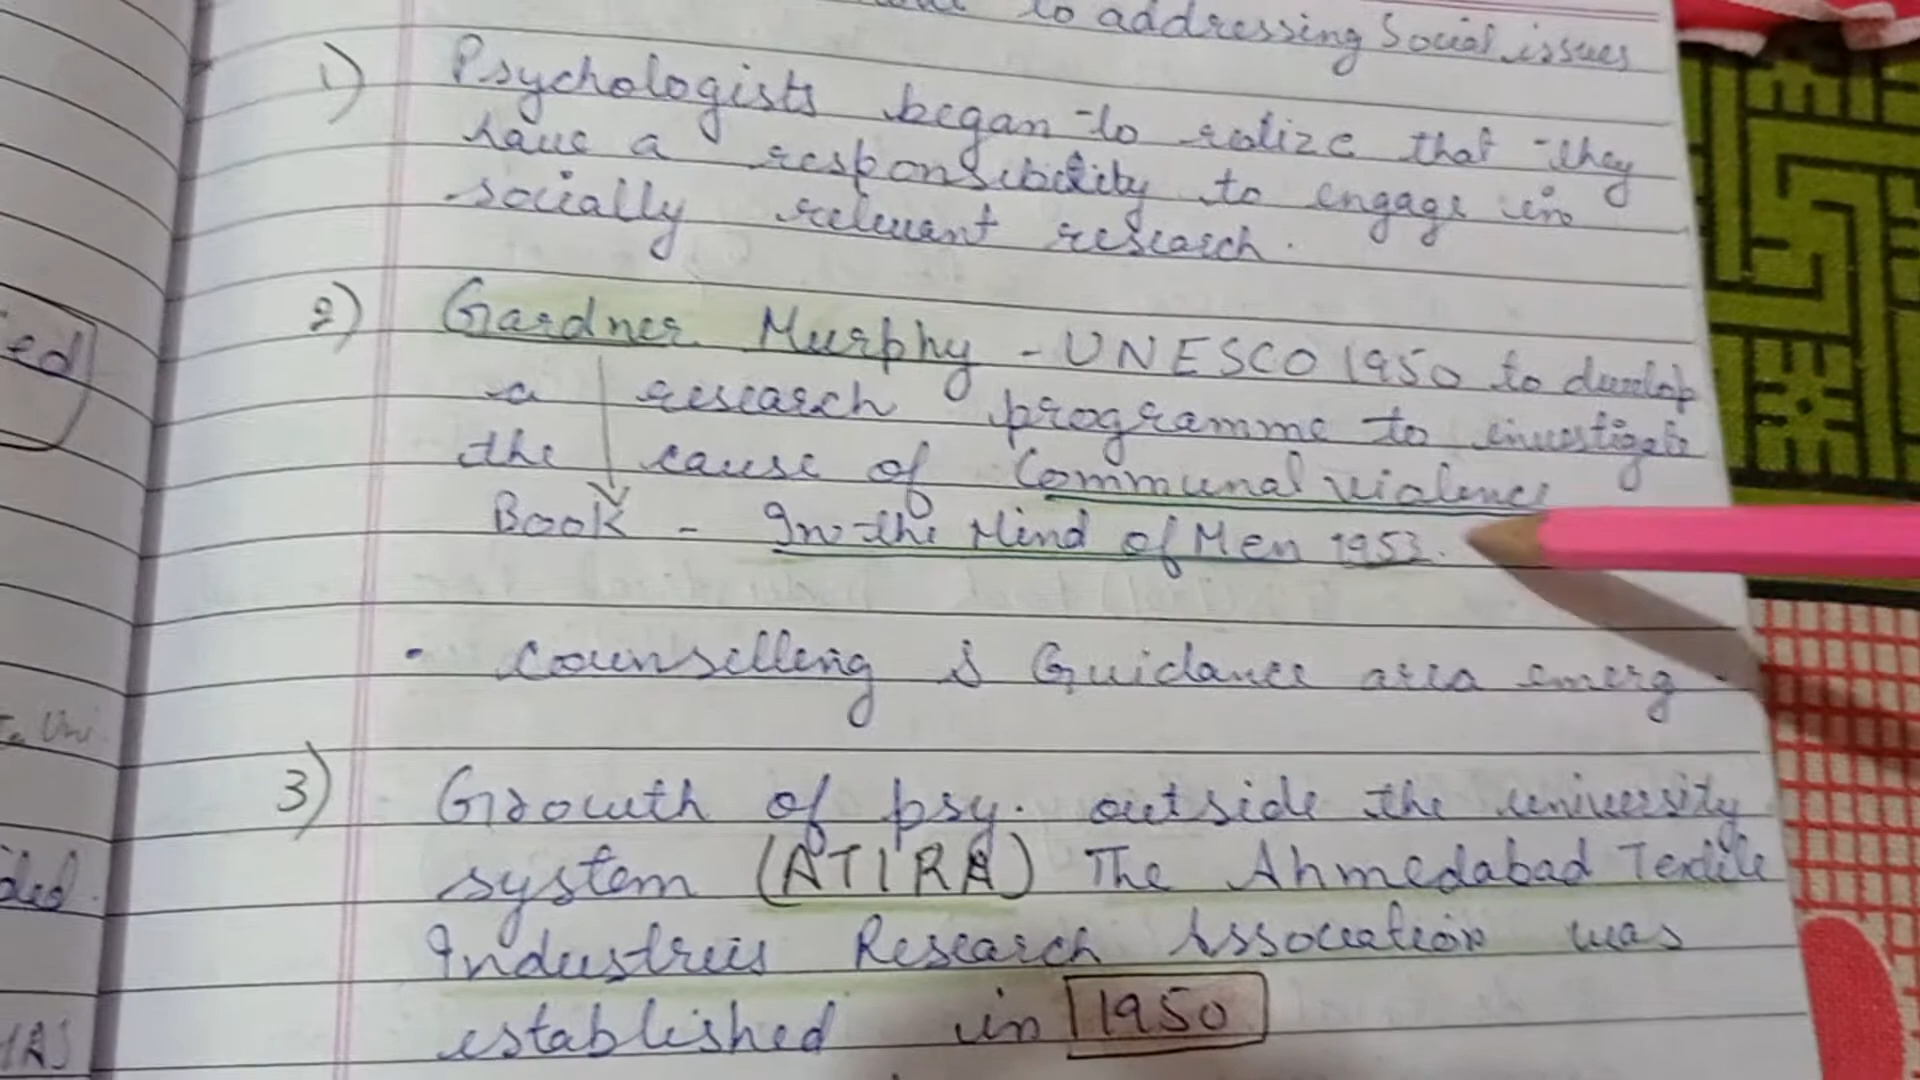 to addressing Social issues
1) Psychologists began to realize that they
have a responsibility to engage in
socially relevant research.
2) Gardner Murphy - UNESCO 1950 to develop
a research programme to investigate
the cause of Communal violence
Book - In the Mind of Men 1953.
• Counselling & Guidance area emerg.
3) Growth of psy. outside the university
system (ATIRA) The Ahmedabad Textile
Industries Research Association was
established in 1950
ed